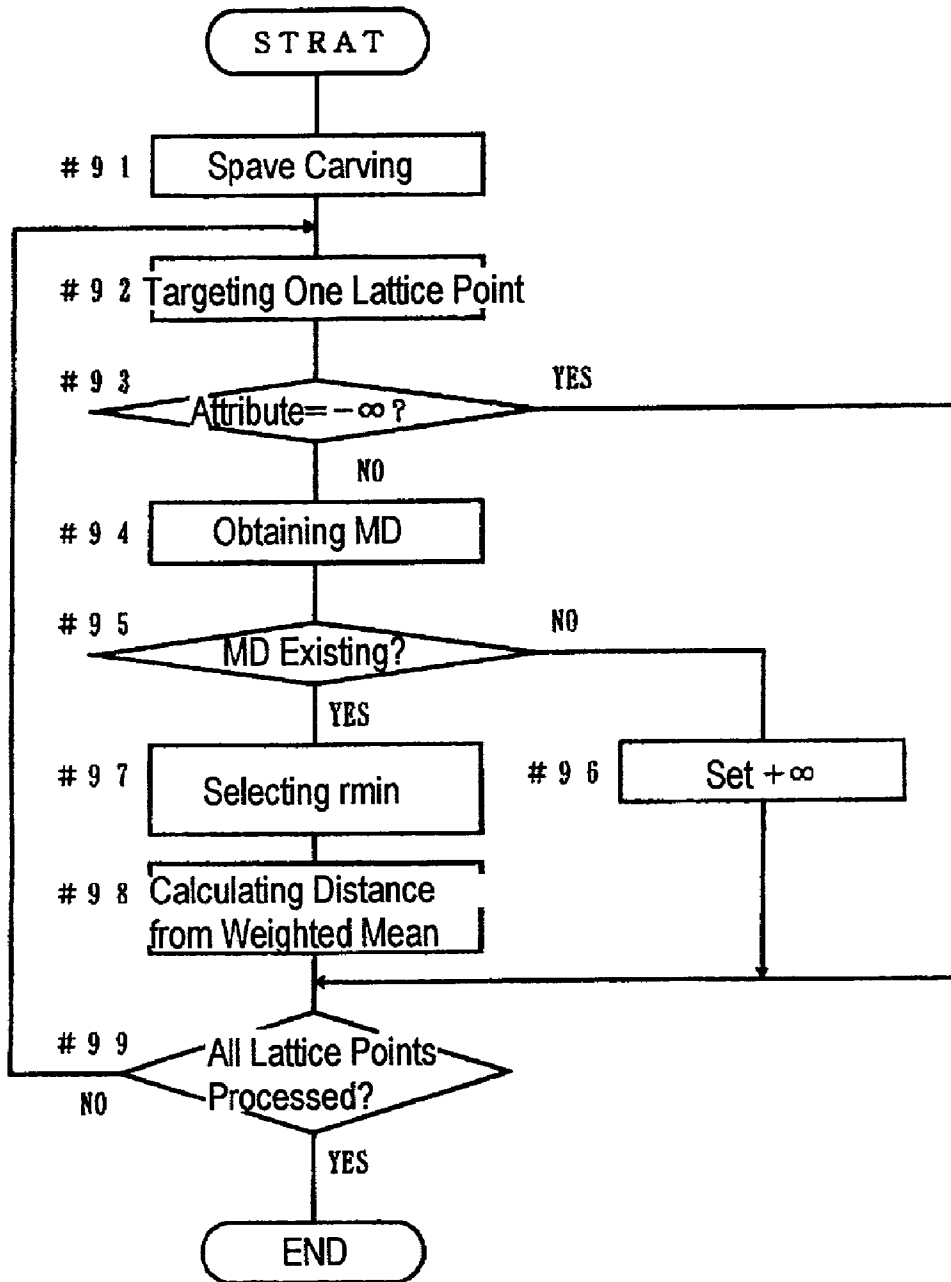 STRAT
#91 Spave Carving
#92 Targeting One Lattice Point
#93
YES
Attribute=-∞?
NO
#94 Obtaining MD
#95
NO
MD Existing?
YES
#97 Selecting rmin
#96 Set +∞
#98 Calculating Distance
from Weighted Mean
#99 All Lattice Points
Processed?
NO
YES
END